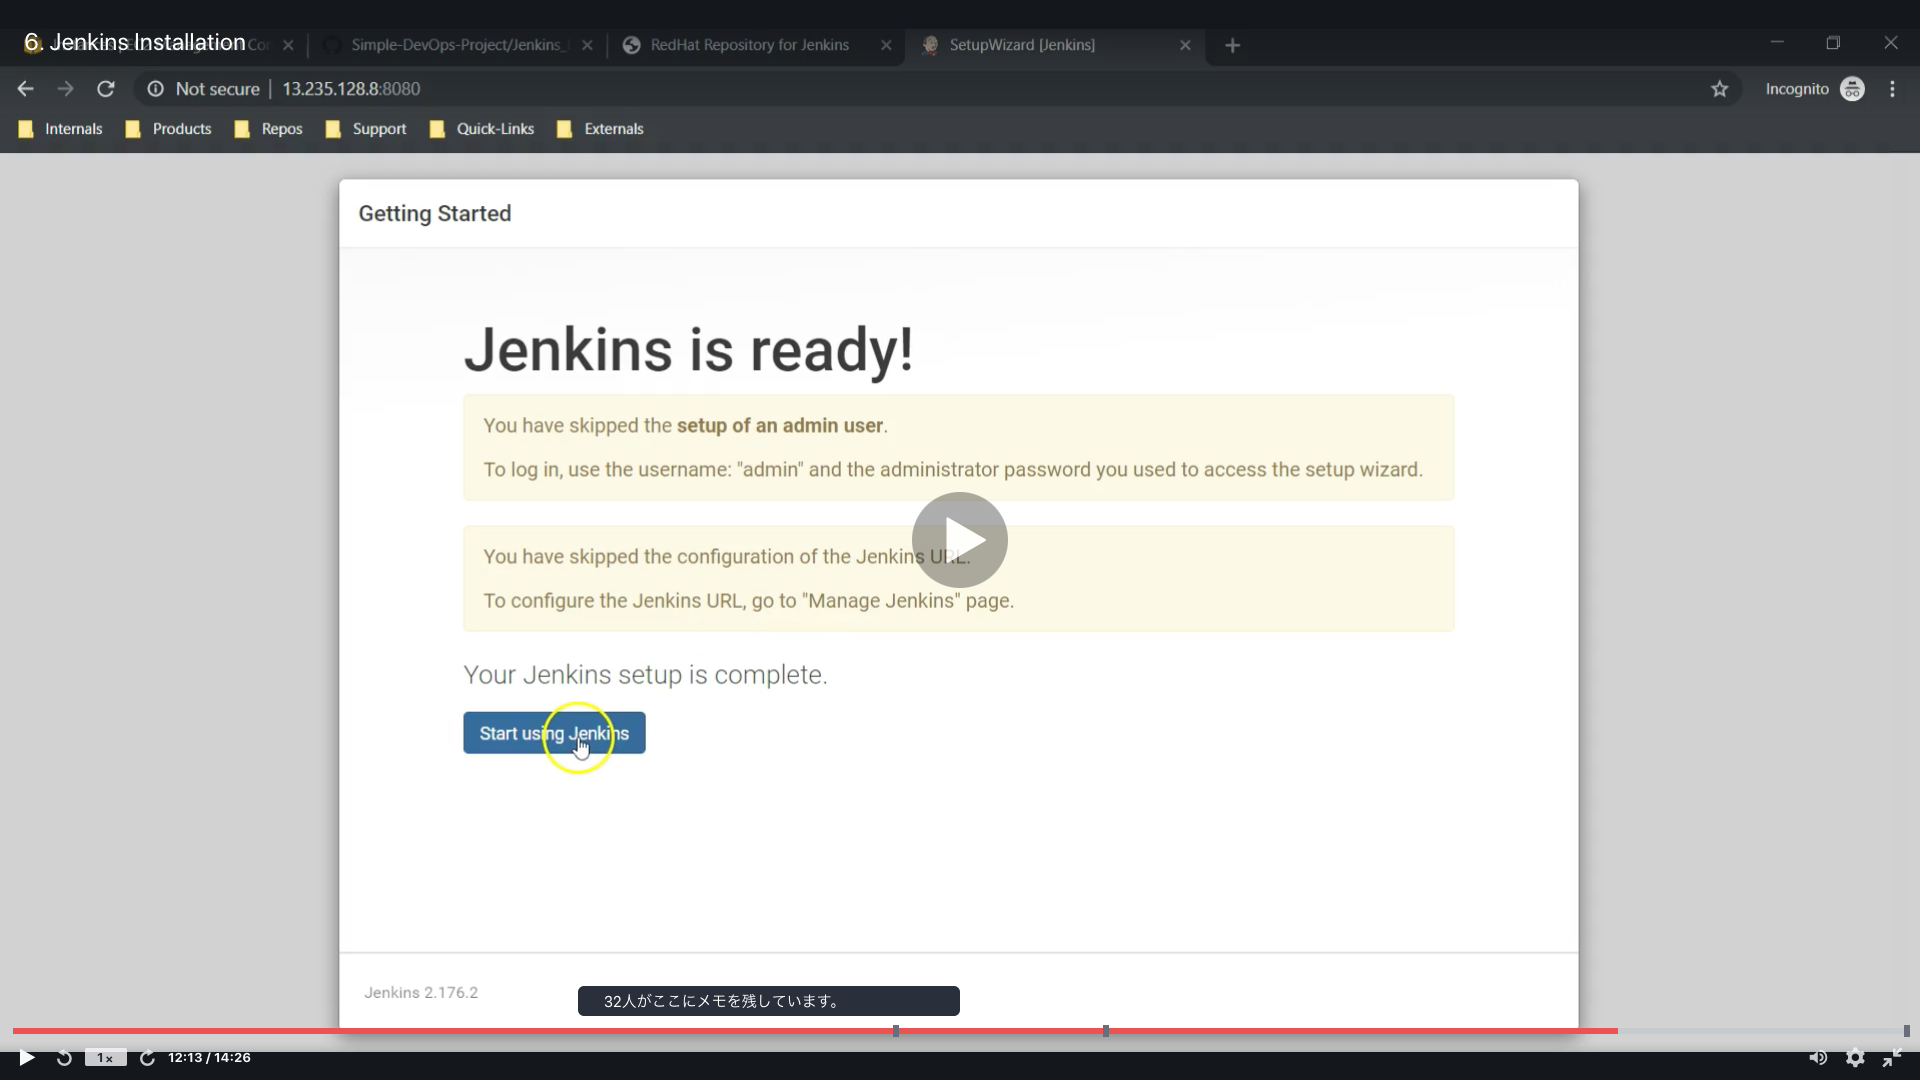 6. Jenkins Installation
Simple-DevOps-Project/Jenkins_
RedHat Repository for Jenkins
SetupWizard [Jenkins]
Not secure | 13.235.128.8:8080
Incognito
Internals
Products
Repos
Support
Quick-Links
Externals
Getting Started
Jenkins is ready!
You have skipped the setup of an admin user.
To log in, use the username: "admin" and the administrator password you used to access the setup wizard.
You have skipped the configuration of the Jenkins URL.
To configure the Jenkins URL, go to "Manage Jenkins" page.
Your Jenkins setup is complete.
Start using Jenkins
Jenkins 2.176.2
32人がここにメモを残しています。
1x
12:13 / 14:26